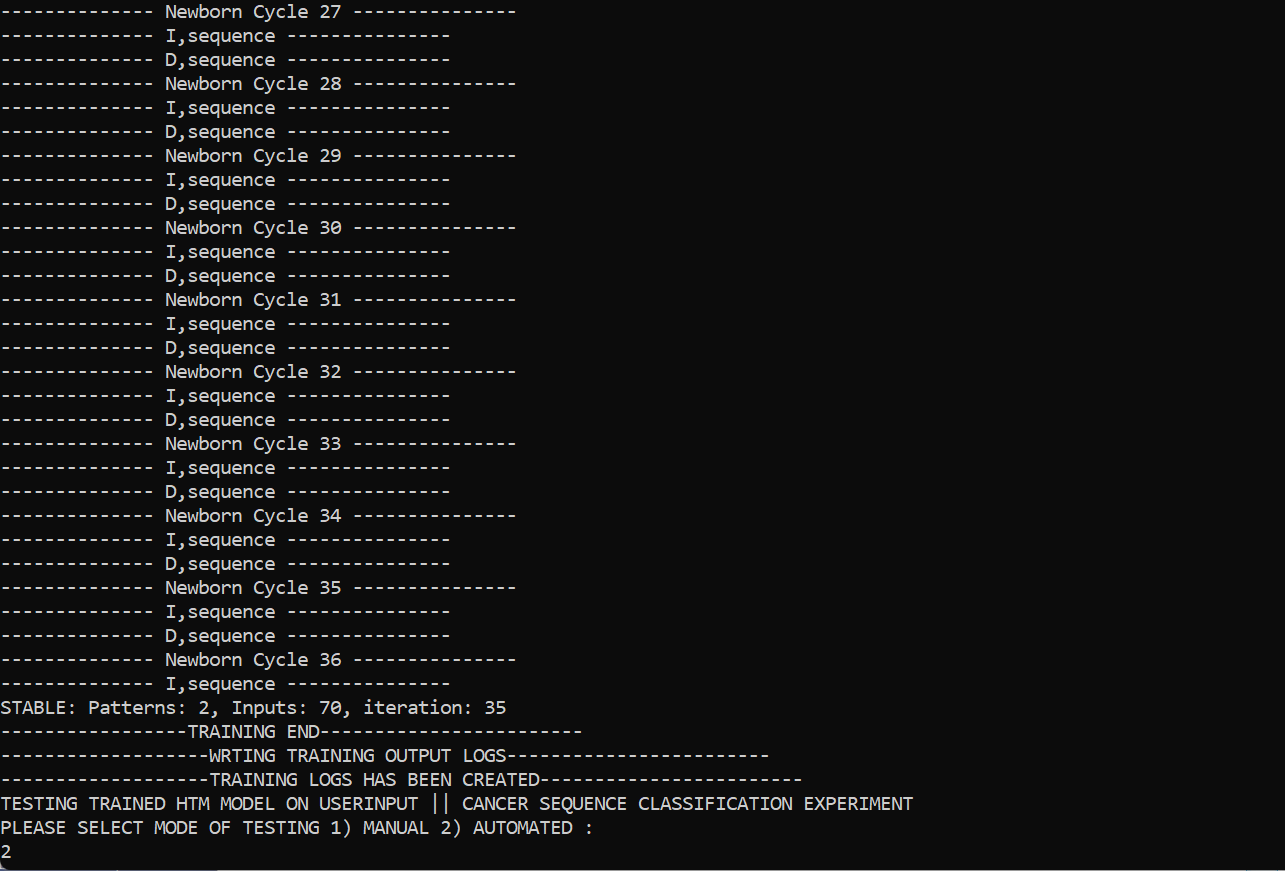 -------------- Newborn Cycle 27 ---------------
-------------- I,sequence ---------------
-------------- D,sequence ---------------
-------------- Newborn Cycle 28 ---------------
-------------- I,sequence ---------------
-------------- D,sequence ---------------
-------------- Newborn Cycle 29 ---------------
-------------- I,sequence ---------------
-------------- D,sequence ---------------
-------------- Newborn Cycle 30 ---------------
-------------- I,sequence ---------------
-------------- D,sequence ---------------
-------------- Newborn Cycle 31 ---------------
-------------- I,sequence ---------------
-------------- D,sequence ---------------
-------------- Newborn Cycle 32 ---------------
-------------- I,sequence ---------------
-------------- D,sequence ---------------
-------------- Newborn Cycle 33 ---------------
-------------- I,sequence ---------------
-------------- D,sequence ---------------
-------------- Newborn Cycle 34 ---------------
-------------- I,sequence ---------------
-------------- D,sequence ---------------
-------------- Newborn Cycle 35 ---------------
-------------- I,sequence ---------------
-------------- D,sequence ---------------
-------------- Newborn Cycle 36 ---------------
-------------- I,sequence ---------------
STABLE: Patterns: 2, Inputs: 70, iteration: 35
-----------------TRAINING END------------------------
-------------------WRTING TRAINING OUTPUT LOGS------------------------
-------------------TRAINING LOGS HAS BEEN CREATED------------------------
TESTING TRAINED HTM MODEL ON USERINPUT || CANCER SEQUENCE CLASSIFICATION EXPERIMENT
PLEASE SELECT MODE OF TESTING 1) MANUAL 2) AUTOMATED :
2